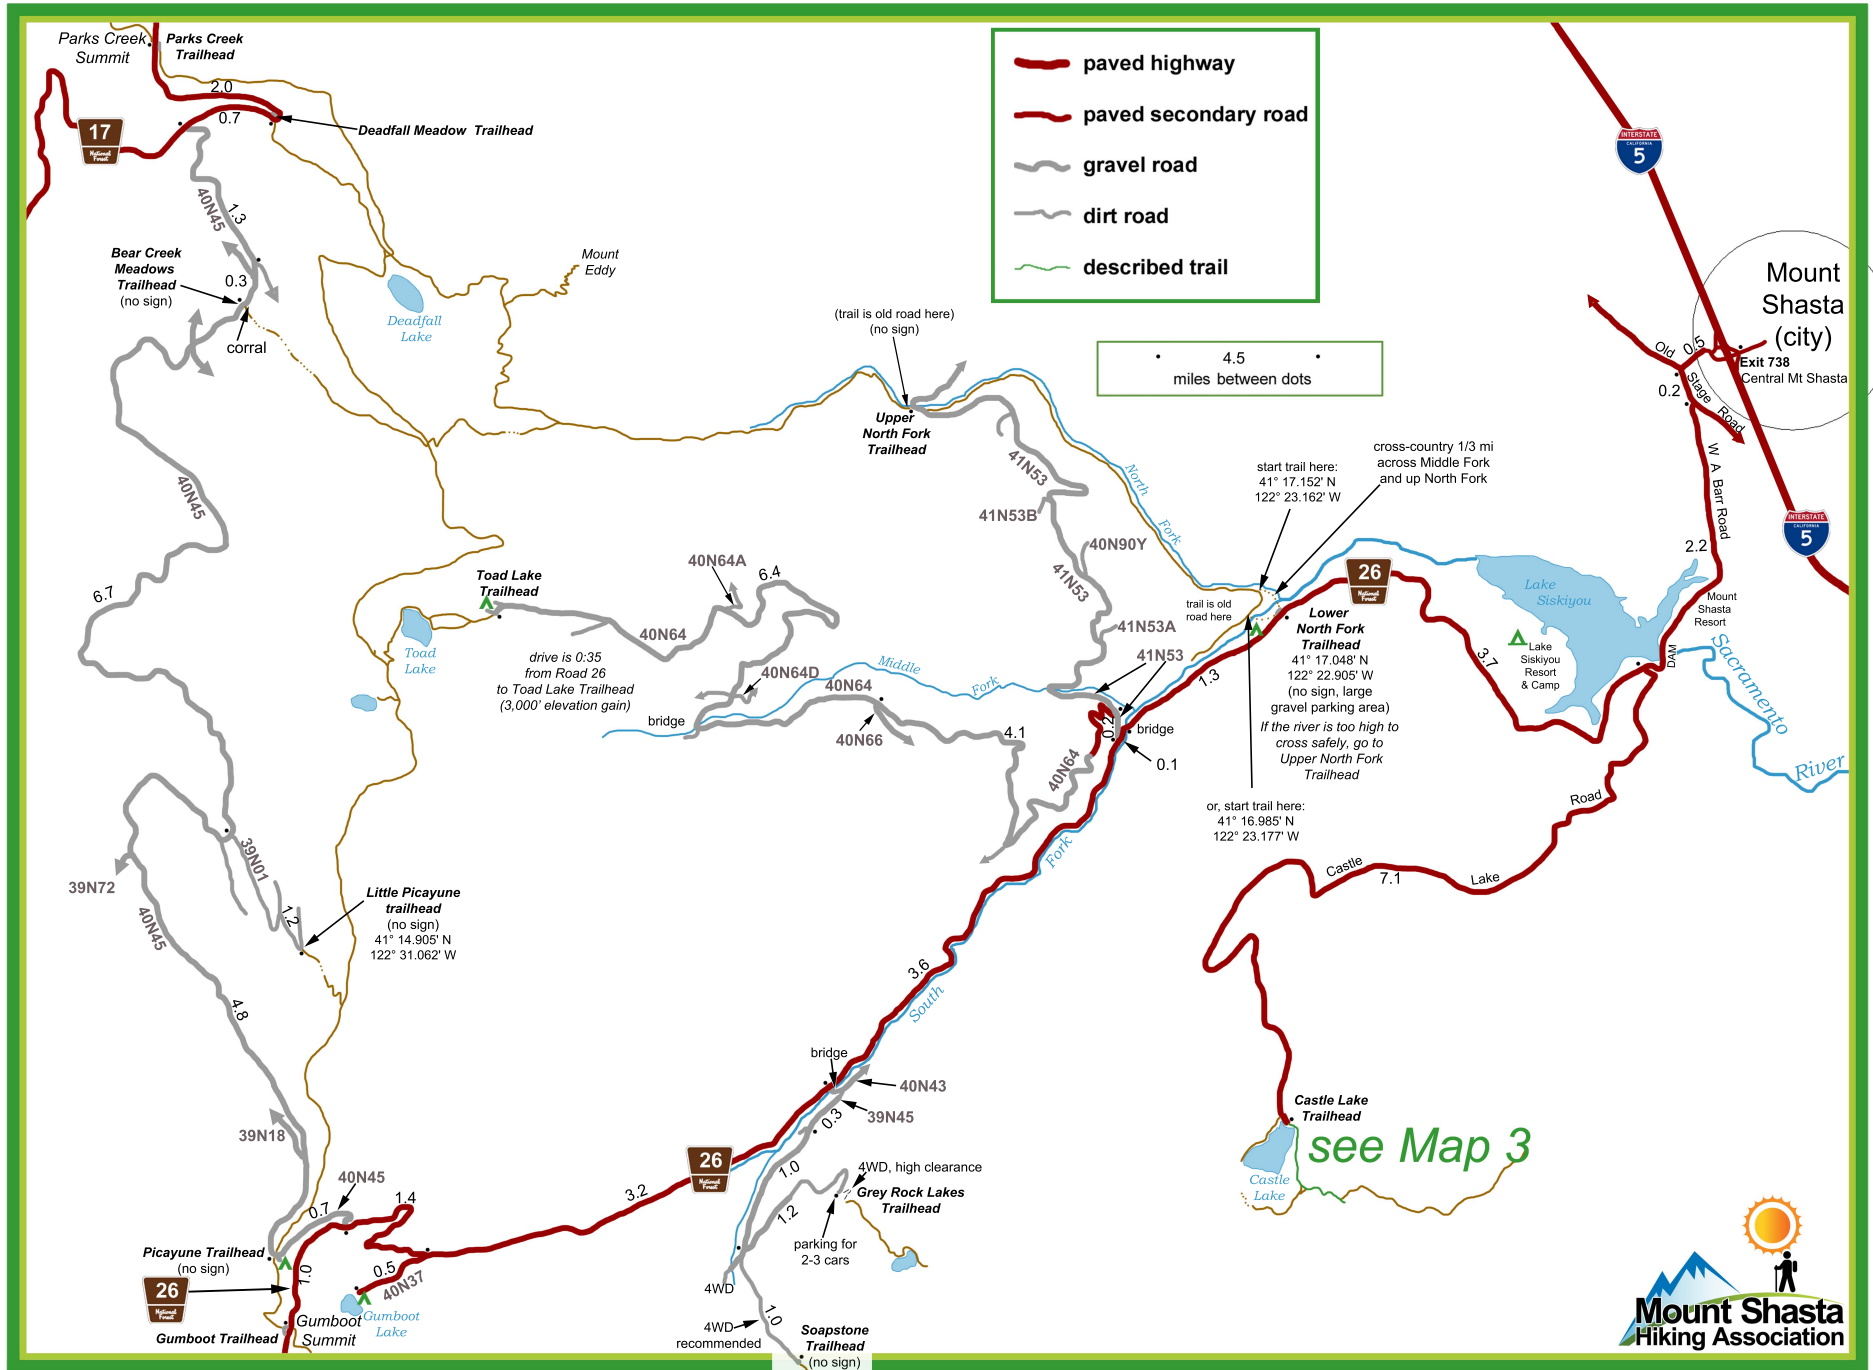 Parks Creek
Summit
Parks Creek
Trailhead
2.0
0.7
17
National
Forest
Deadfall Meadow Trailhead
40N45
1.3
Bear Creek
Meadows
Trailhead
(no sign)
0.3
corral
Deadfall
Lake
Mount
Eddy
paved highway
paved secondary road
gravel road
dirt road
described trail
4.5
miles between dots
INTERSTATE
CALIFORNIA
5
Mount
Shasta
(city)
Old
0.5
Exit 738
Central Mt Shasta
0.2
Stage
Road
W A Barr Road
INTERSTATE
CALIFORNIA
5
2.2
(trail is old road here)
(no sign)
Upper
North Fork
Trailhead
41N53
41N53B
40N90Y
41N53
41N53A
41N53
North
Fork
start trail here:
41° 17.152' N
122° 23.162' W
cross-country 1/3 mi
across Middle Fork
and up North Fork
26
National
Forest
Lake
Siskiyou
Mount
Shasta
Resort
DAM
Lake
Siskiyou
Resort
& Camp
Sacramento
River
trail is old
road here
Lower
North Fork
Trailhead
41° 17.048' N
122° 22.905' W
(no sign, large
gravel parking area)
If the river is too high to
cross safely, go to
Upper North Fork
Trailhead
3.7
1.3
or, start trail here:
41° 16.985' N
122° 23.177' W
40N45
6.7
Toad Lake
Trailhead
Toad
Lake
drive is 0:35
from Road 26
to Toad Lake Trailhead
(3,000' elevation gain)
40N64A
6.4
40N64
40N64D
40N64
Middle
Fork
bridge
40N66
4.1
40N64
0.2
bridge
0.1
39N01
1.2
39N72
40N45
Little Picayune
trailhead
(no sign)
41° 14.905' N
122° 31.062' W
4.8
39N18
3.6
South
Fork
Castle
Lake
Road
7.1
bridge
40N43
39N45
0.3
26
National
Forest
1.0
4WD, high clearance
Grey Rock Lakes
Trailhead
1.2
parking for
2-3 cars
3.2
40N45
0.7
1.4
Picayune Trailhead
(no sign)
26
National
Forest
1.0
0.5
40N37
Gumboot
Lake
Gumboot
Summit
Gumboot Trailhead
4WD
4WD
recommended
1.0
Soapstone
Trailhead
(no sign)
Castle Lake
Trailhead
see Map 3
Castle
Lake
Mount Shasta
Hiking Association